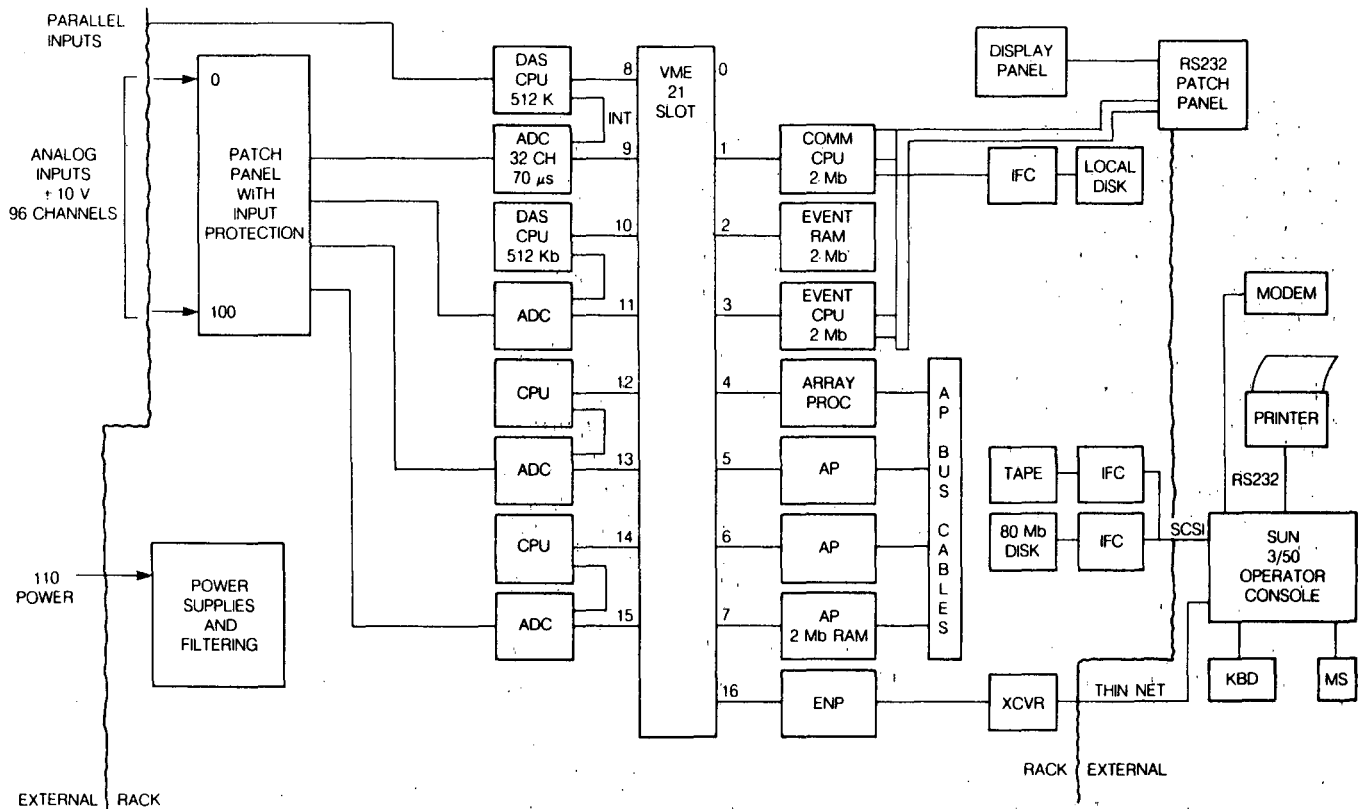 PARALLEL
INPUTS
ANALOG
INPUTS
± 10 V
96 CHANNELS
0
PATCH
PANEL
WITH
INPUT
PROTECTION
100
110
POWER
POWER
SUPPLIES
AND
FILTERING
EXTERNAL
RACK
DAS
CPU
512 K
8
INT
ADC
32 CH
70 µs
9
DAS
CPU
512 Kb
10
ADC
11
CPU
12
ADC
13
CPU
14
ADC
15
VME
21
SLOT
0
1
COMM
CPU
2 Mb
2
EVENT
RAM
2 Mb
3
EVENT
CPU
2 Mb
4
ARRAY
PROC
5
AP
6
AP
7
AP
2 Mb RAM
16
ENP
AP BUS CABLES
DISPLAY
PANEL
RS232
PATCH
PANEL
IFC
LOCAL
DISK
MODEM
PRINTER
RS232
TAPE
IFC
80 Mb
DISK
IFC
SCSI
SUN
3/50
OPERATOR
CONSOLE
KBD
MS
XCVR
THIN NET
RACK
EXTERNAL